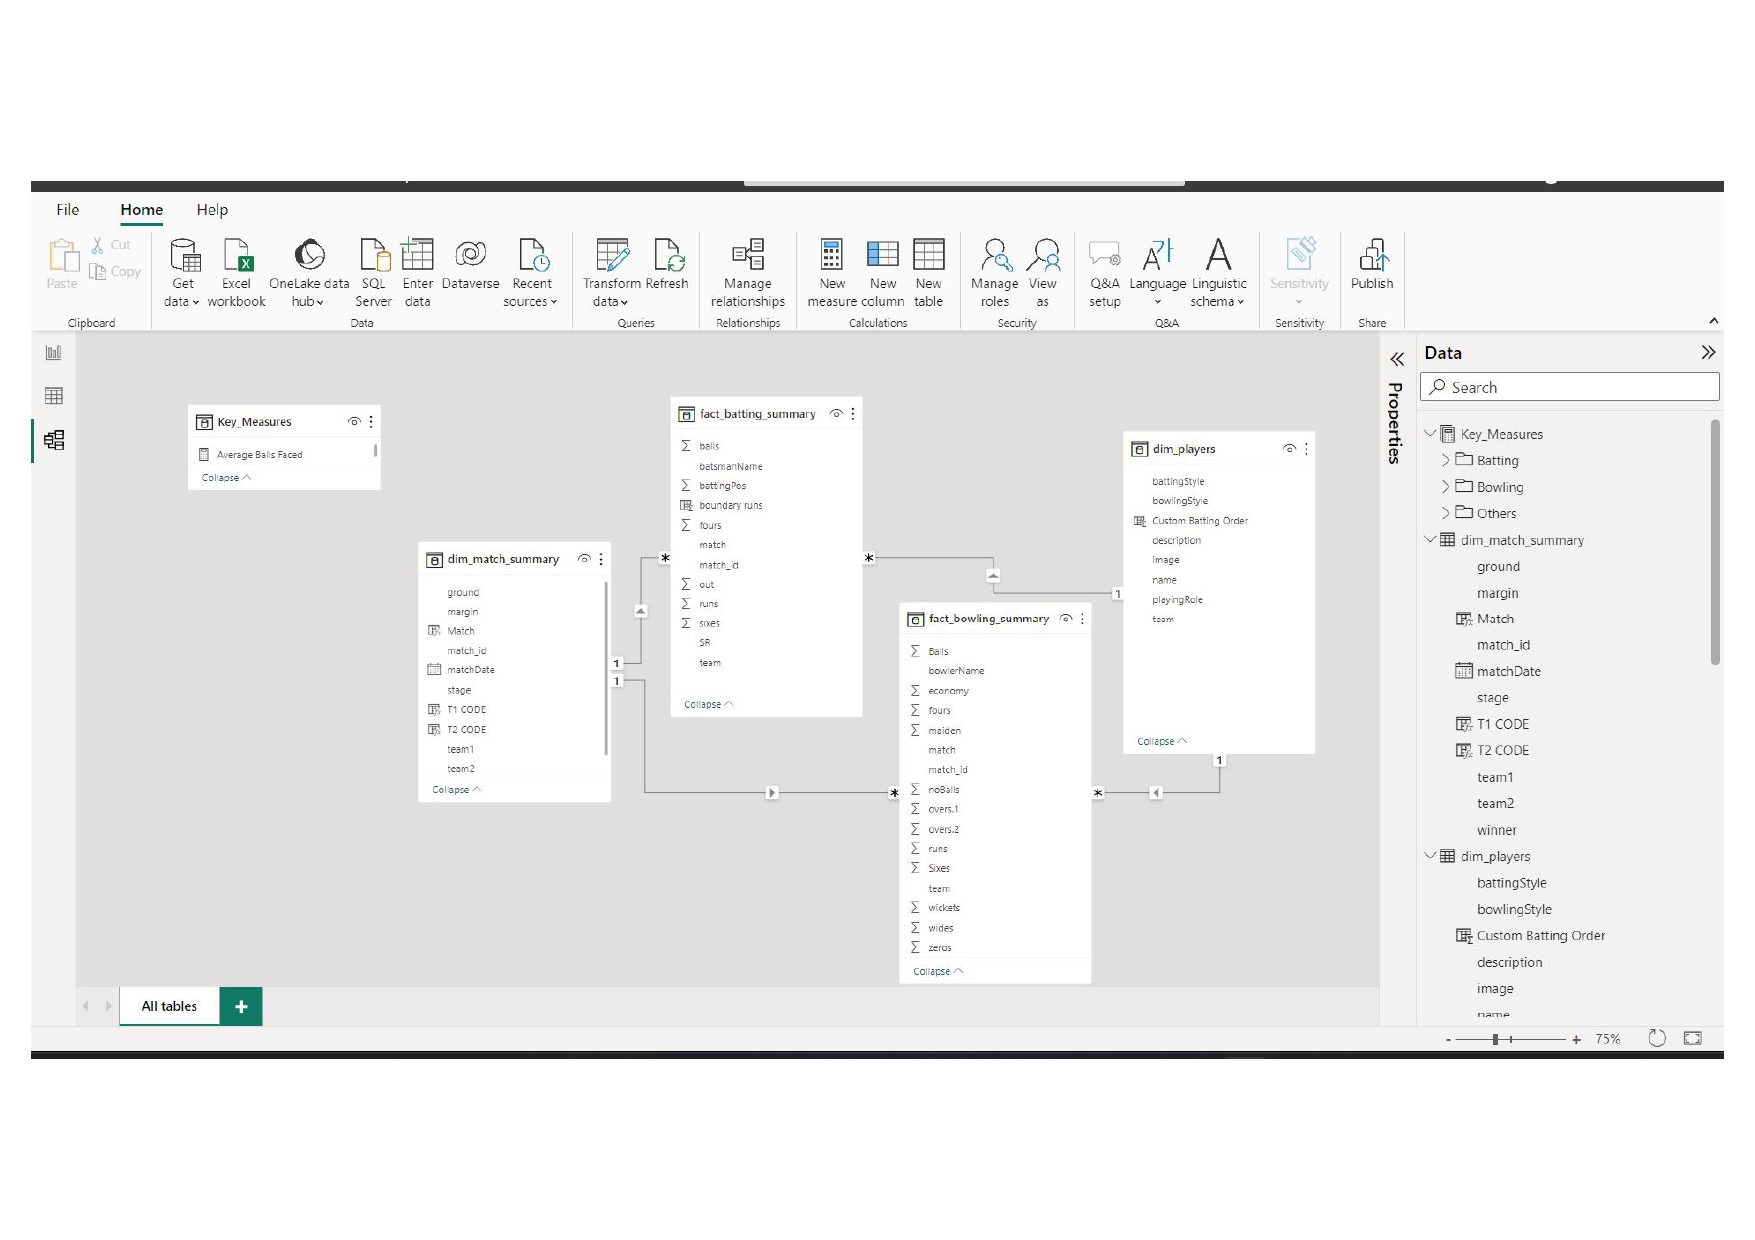 File Home Help
Paste
Cut
Copy
Clipboard
Get data
Excel workbook
OneLake data hub
SQL Server
Enter data
Dataverse
Recent sources
Data
Transform data
Refresh
Queries
Manage relationships
Relationships
New measure
New column
New table
Calculations
Manage roles
View as
Security
Q&A setup
Language
Linguistic schema
Q&A
Sensitivity
Sensitivity
Publish
Share
Key_Measures
Average Balls Faced
Collapse
dim_match_summary
ground
margin
Match
match_id
matchDate
stage
T1 CODE
T2 CODE
team1
team2
Collapse
1
1
fact_batting_summary
balls
batsmanName
battingPos
boundary runs
fours
match
match_id
out
runs
sixes
SR
team
Collapse
*
*
fact_bowling_summary
Balls
bowlerName
economy
fours
maiden
match
match_id
noBalls
overs.1
overs.2
runs
Sixes
team
wickets
wides
zeros
Collapse
*
*
dim_players
battingStyle
bowlingStyle
Custom Batting Order
description
image
name
playingRole
team
Collapse
1
1
Properties
Data
Search
Key_Measures
Batting
Bowling
Others
dim_match_summary
ground
margin
Match
match_id
matchDate
stage
T1 CODE
T2 CODE
team1
team2
winner
dim_players
battingStyle
bowlingStyle
Custom Batting Order
description
image
name
All tables +
- + 75%